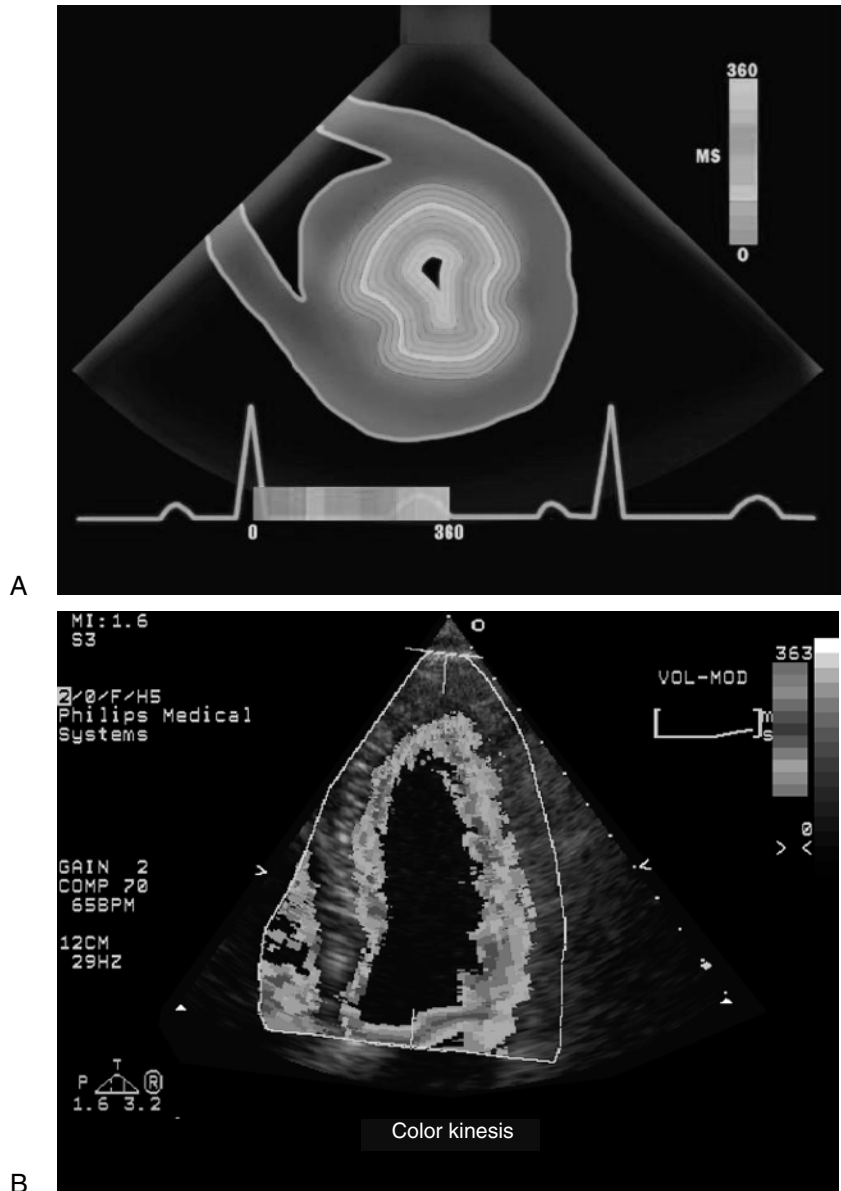 360
MS
0
0 360
A
MI:1.6
S3
2/0/F/H5
Philips Medical
Systems
VOL-MOD
363
m
s
0
> <
GAIN 2
COMP 70
65BPM
12CM
29HZ
T
P R
1.6 3.2
Color kinesis
B